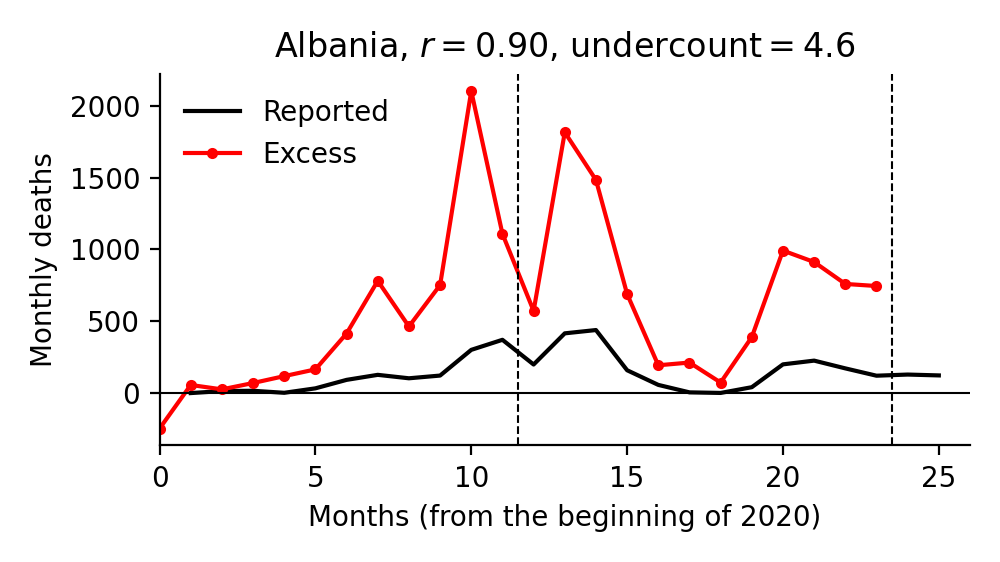 Albania, r = 0.90, undercount = 4.6
Reported
Excess
Monthly deaths
2000
1500
1000
500
0
0 5 10 15 20 25
Months (from the beginning of 2020)